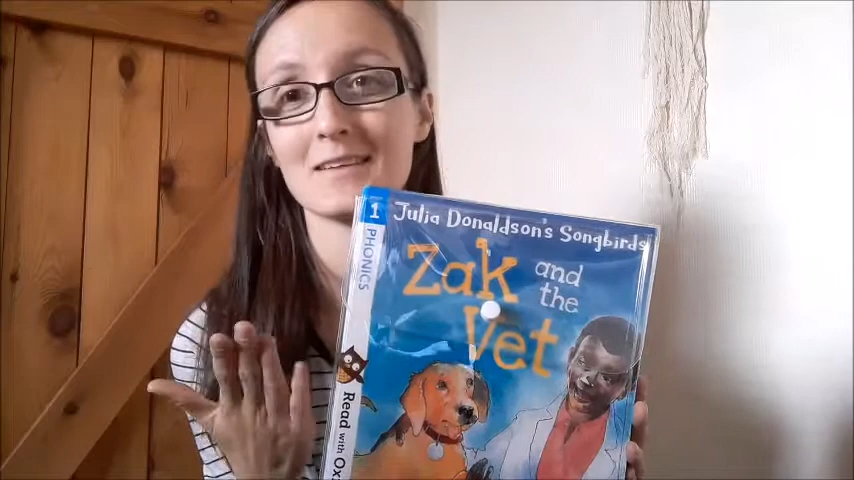 1
PHONICS
Read with Ox
Julia Donaldson's Songbirds
Zak and
the
Vet